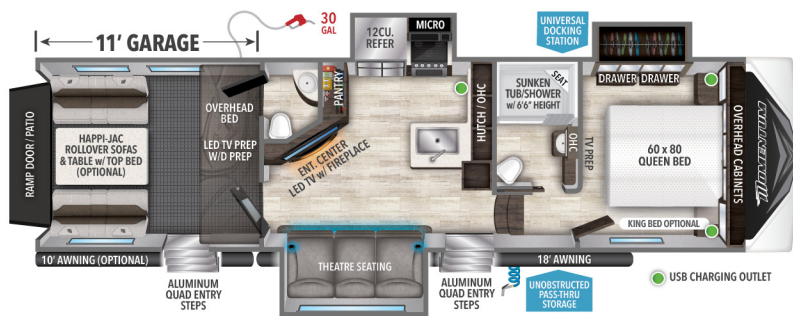 11' GARAGE
30
GAL
12CU.
REFER
MICRO
UNIVERSAL
DOCKING
STATION
RAMP DOOR / PATIO
HAPPI-JAC
ROLLOVER SOFAS
& TABLE w/ TOP BED
(OPTIONAL)
OVERHEAD
BED
LED TV PREP
W/D PREP
PANTRY
ENT. CENTER
LED TV w/ FIREPLACE
HUTCH / OHC
SUNKEN
TUB/SHOWER
w/ 6'6" HEIGHT
SEAT
OHC
TV PREP
DRAWER
DRAWER
60 x 80
QUEEN BED
KING BED OPTIONAL
OVERHEAD CABINETS
MOMENTUM
THEATRE SEATING
10' AWNING (OPTIONAL)
18' AWNING
ALUMINUM
QUAD ENTRY
STEPS
ALUMINUM
QUAD ENTRY
STEPS
UNOBSTRUCTED
PASS-THRU
STORAGE
USB CHARGING OUTLET